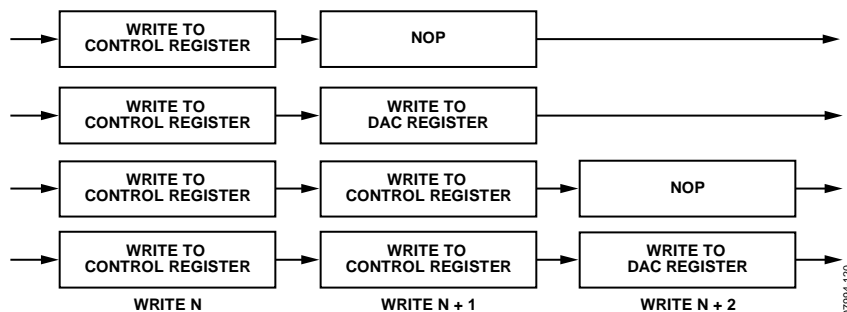 WRITE TO
CONTROL REGISTER
NOP
WRITE TO
CONTROL REGISTER
WRITE TO
DAC REGISTER
WRITE TO
CONTROL REGISTER
WRITE TO
CONTROL REGISTER
NOP
WRITE TO
CONTROL REGISTER
WRITE TO
CONTROL REGISTER
WRITE TO
DAC REGISTER
WRITE N
WRITE N + 1
WRITE N + 2